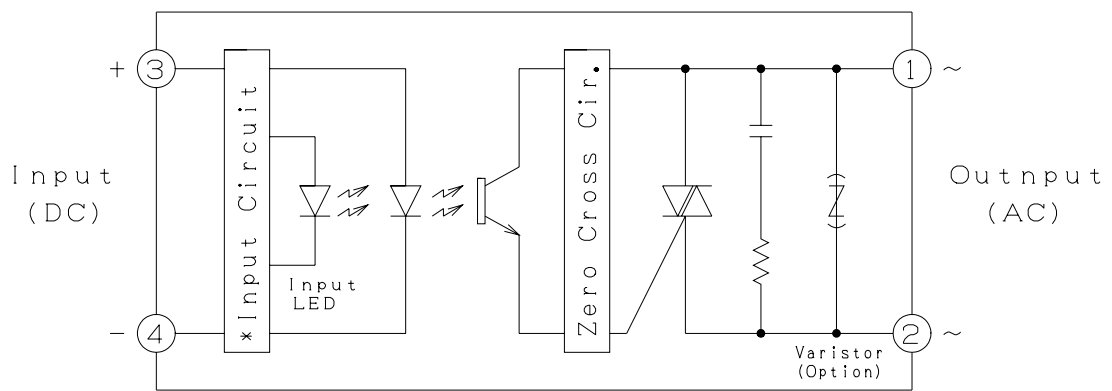 + 3
*Input Circuit
Zero Cross Cir.
1 ~
Input
(DC)
Outnput
(AC)
Input
LED
- 4
2 ~
Varistor
(Option)